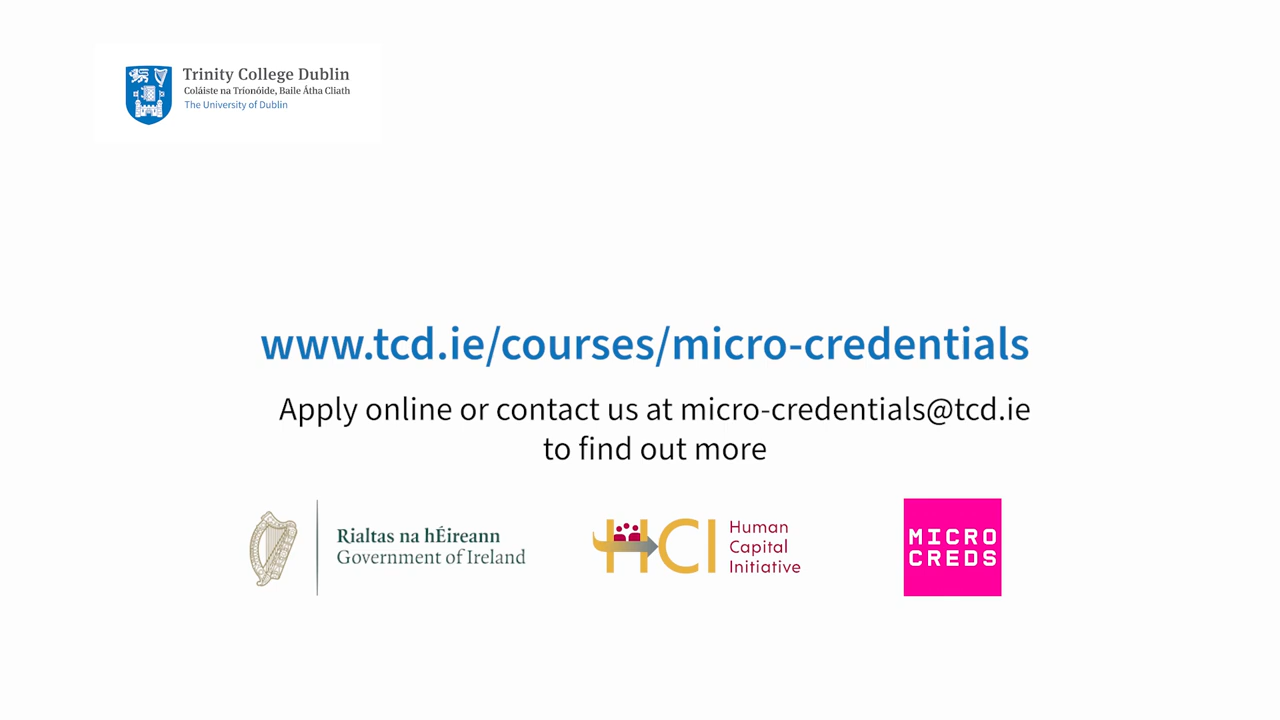 Trinity College Dublin
Coláiste na Tríonóide, Baile Átha Cliath
The University of Dublin
www.tcd.ie/courses/micro-credentials
Apply online or contact us at micro-credentials@tcd.ie
to find out more
Rialtas na hÉireann
Government of Ireland
HCI
Human
Capital
Initiative
MICRO
CREDS